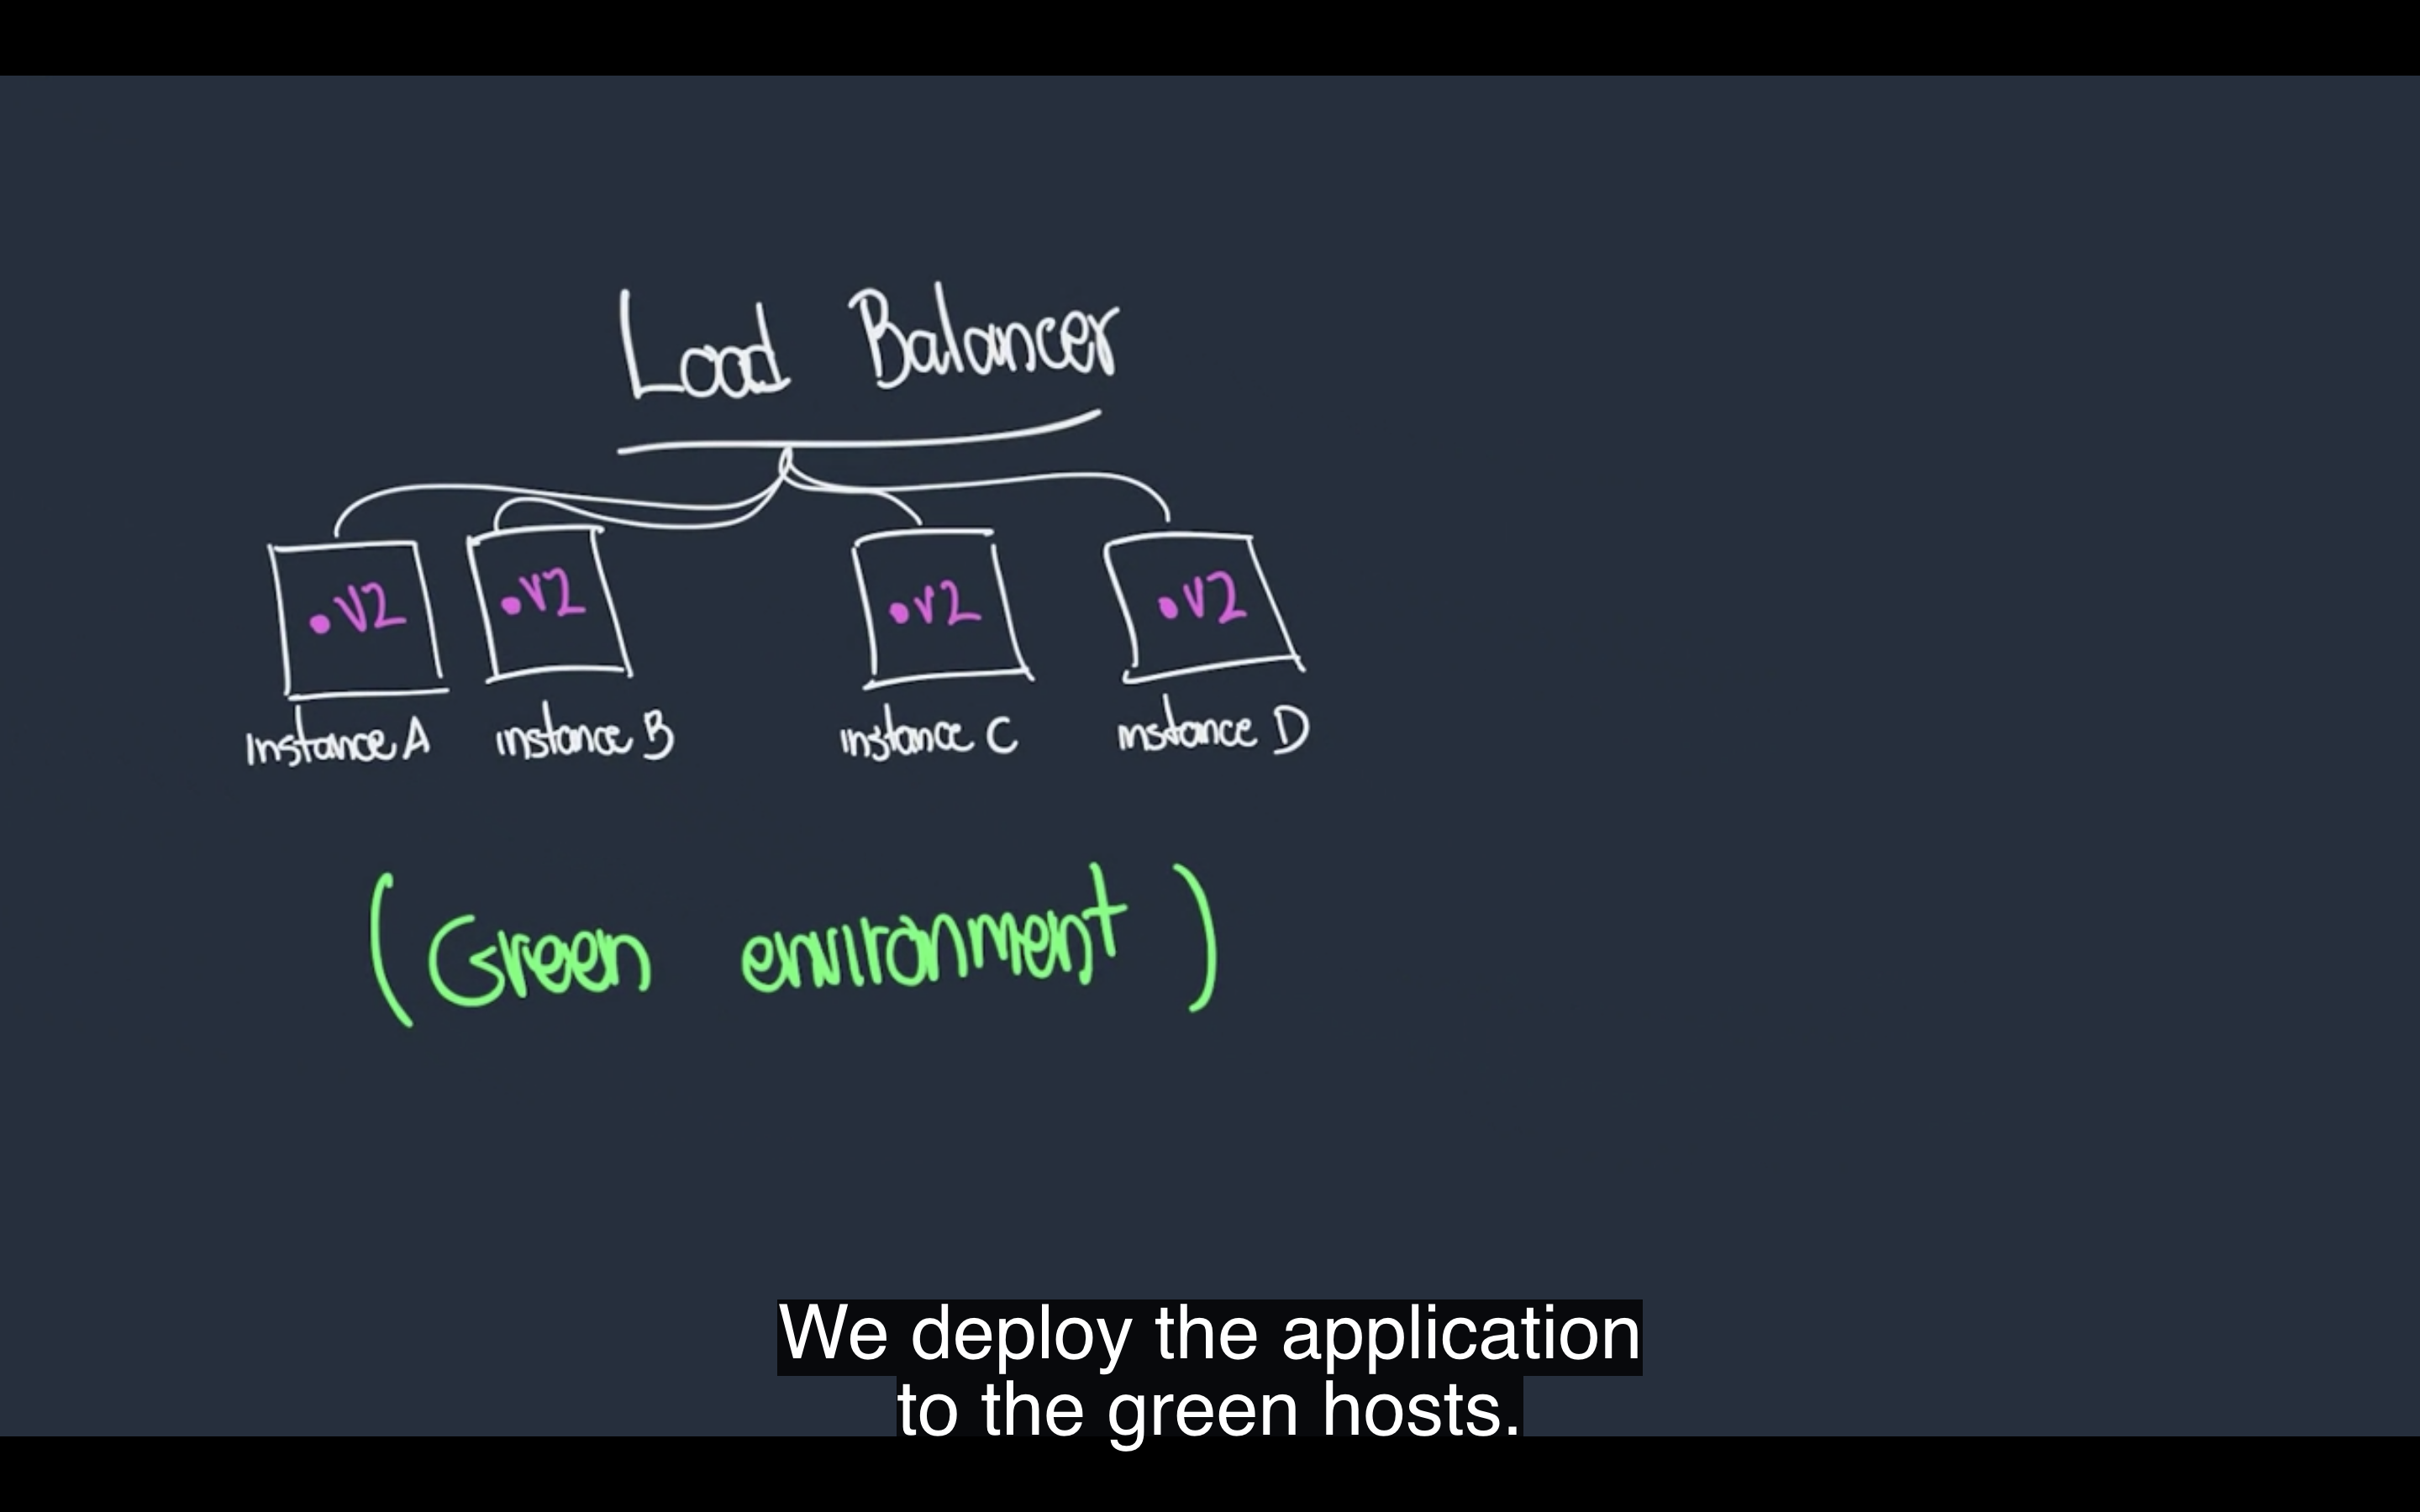 Load Balancer
• V2 • V2 • V2 • V2
Instance A instance B instance C instance D
(Green environment)
We deploy the application
to the green hosts.